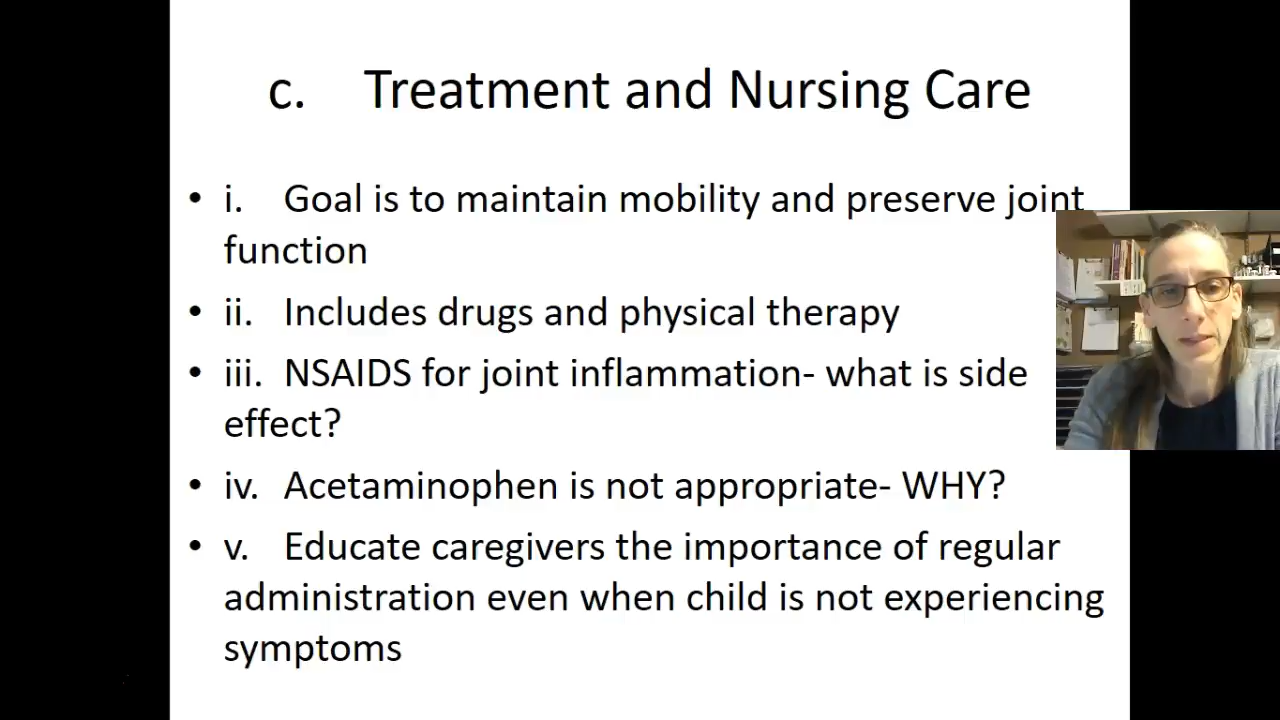 c. Treatment and Nursing Care
• i. Goal is to maintain mobility and preserve joint
function
• ii. Includes drugs and physical therapy
• iii. NSAIDS for joint inflammation- what is side
effect?
• iv. Acetaminophen is not appropriate- WHY?
• v. Educate caregivers the importance of regular
administration even when child is not experiencing
symptoms